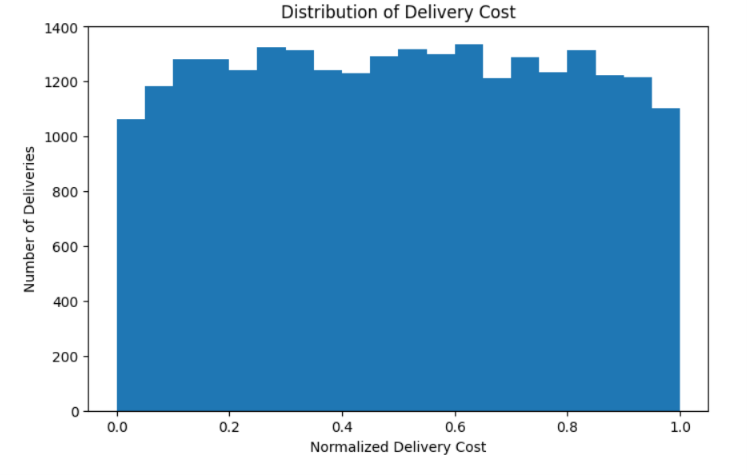 Distribution of Delivery Cost
1400
1200
1000
800
600
400
200
0
Number of Deliveries
0.0 0.2 0.4 0.6 0.8 1.0
Normalized Delivery Cost